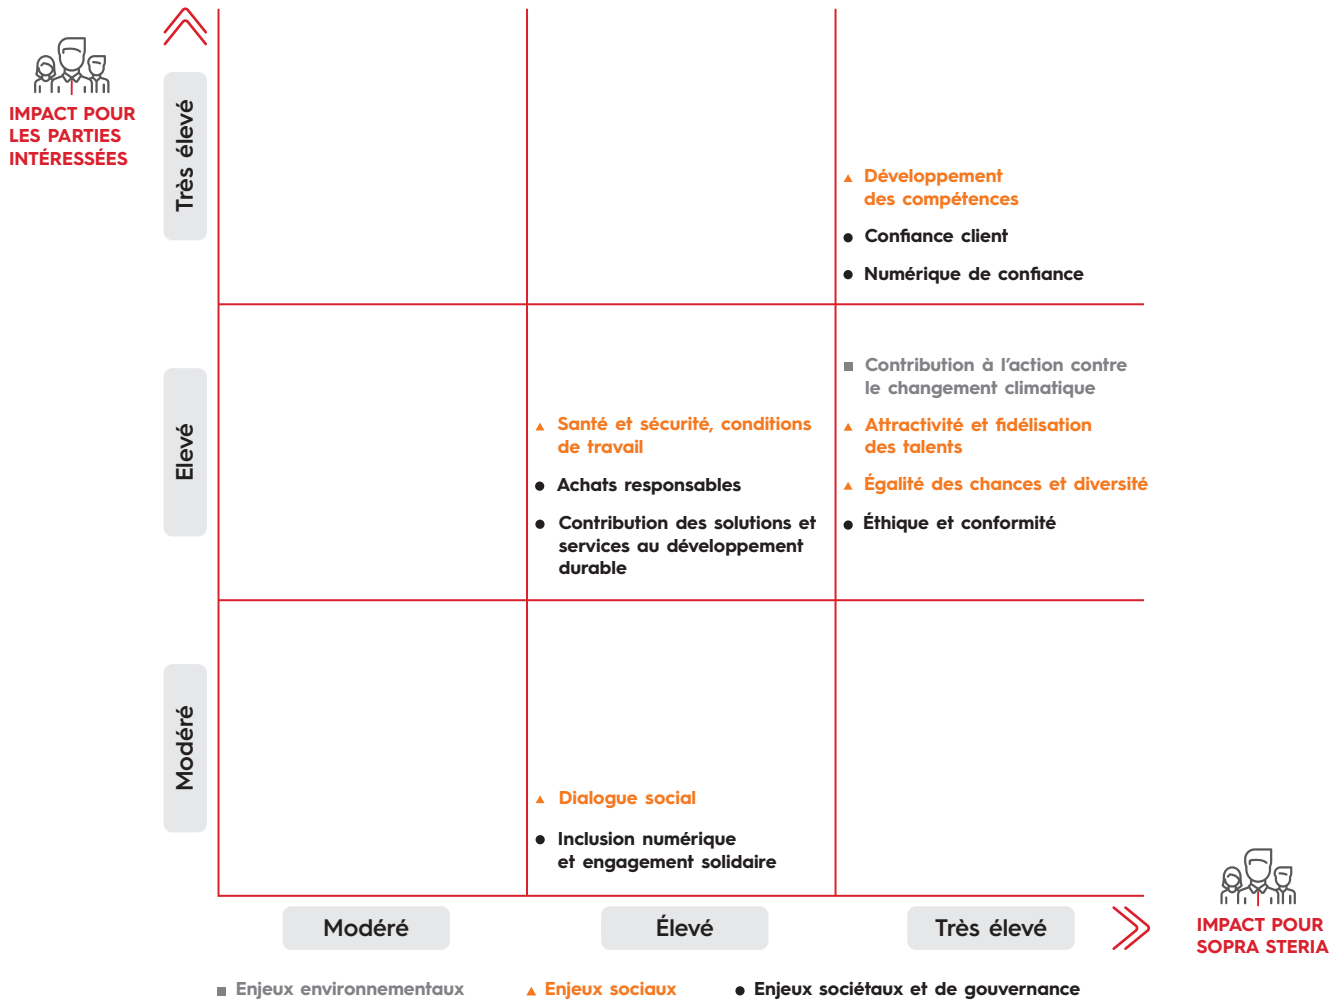 IMPACT POUR
LES PARTIES
INTÉRESSÉES
Très élevé
Développement
des compétences
Confiance client
Numérique de confiance
Elevé
Santé et sécurité, conditions
de travail
Achats responsables
Contribution des solutions et
services au développement
durable
Contribution à l’action contre
le changement climatique
Attractivité et fidélisation
des talents
Égalité des chances et diversité
Éthique et conformité
Modéré
Dialogue social
Inclusion numérique
et engagement solidaire
Modéré
Élevé
Très élevé
IMPACT POUR
SOPRA STERIA
Enjeux environnementaux
Enjeux sociaux
Enjeux sociétaux et de gouvernance